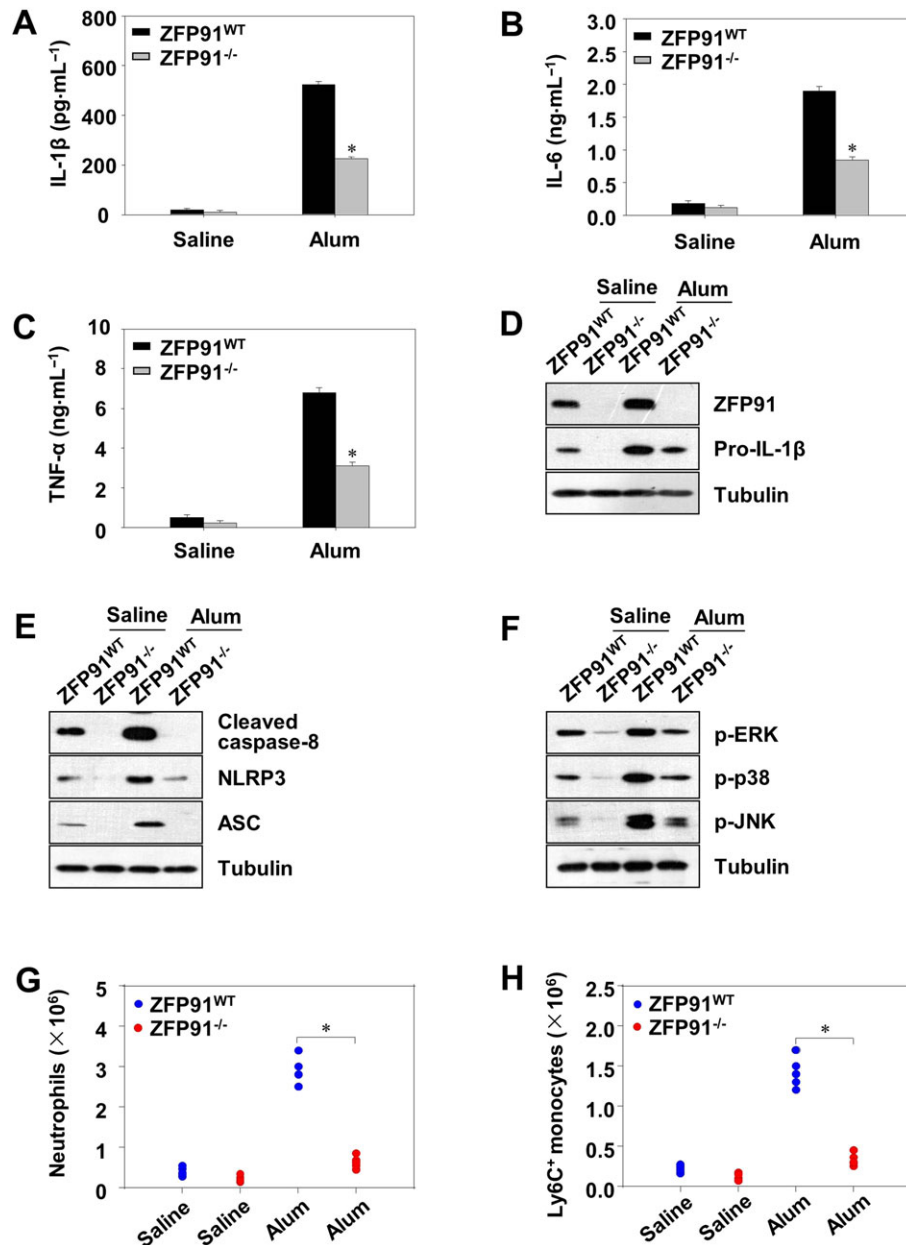 A
IL-1β (pg·mL⁻¹)
800
600
400
200
0
ZFP91ᵂᵀ
ZFP91⁻/⁻
*
Saline Alum
B
IL-6 (ng·mL⁻¹)
3.0
2.5
2.0
1.5
1.0
0.5
0.0
ZFP91ᵂᵀ
ZFP91⁻/⁻
*
Saline Alum
C
TNF-α (ng·mL⁻¹)
10
8
6
4
2
0
ZFP91ᵂᵀ
ZFP91⁻/⁻
*
Saline Alum
D
Saline Alum
ZFP91ᵂᵀ ZFP91⁻/⁻ ZFP91ᵂᵀ ZFP91⁻/⁻
ZFP91
Pro-IL-1β
Tubulin
E
Saline Alum
ZFP91ᵂᵀ ZFP91⁻/⁻ ZFP91ᵂᵀ ZFP91⁻/⁻
Cleaved
caspase-8
NLRP3
ASC
Tubulin
F
Saline Alum
ZFP91ᵂᵀ ZFP91⁻/⁻ ZFP91ᵂᵀ ZFP91⁻/⁻
p-ERK
p-p38
p-JNK
Tubulin
G
Neutrophils (×10⁶)
5
4
3
2
1
0
ZFP91ᵂᵀ
ZFP91⁻/⁻
*
Saline Saline Alum Alum
H
Ly6C⁺ monocytes (×10⁶)
2.5
2.0
1.5
1.0
0.5
0.0
ZFP91ᵂᵀ
ZFP91⁻/⁻
*
Saline Saline Alum Alum